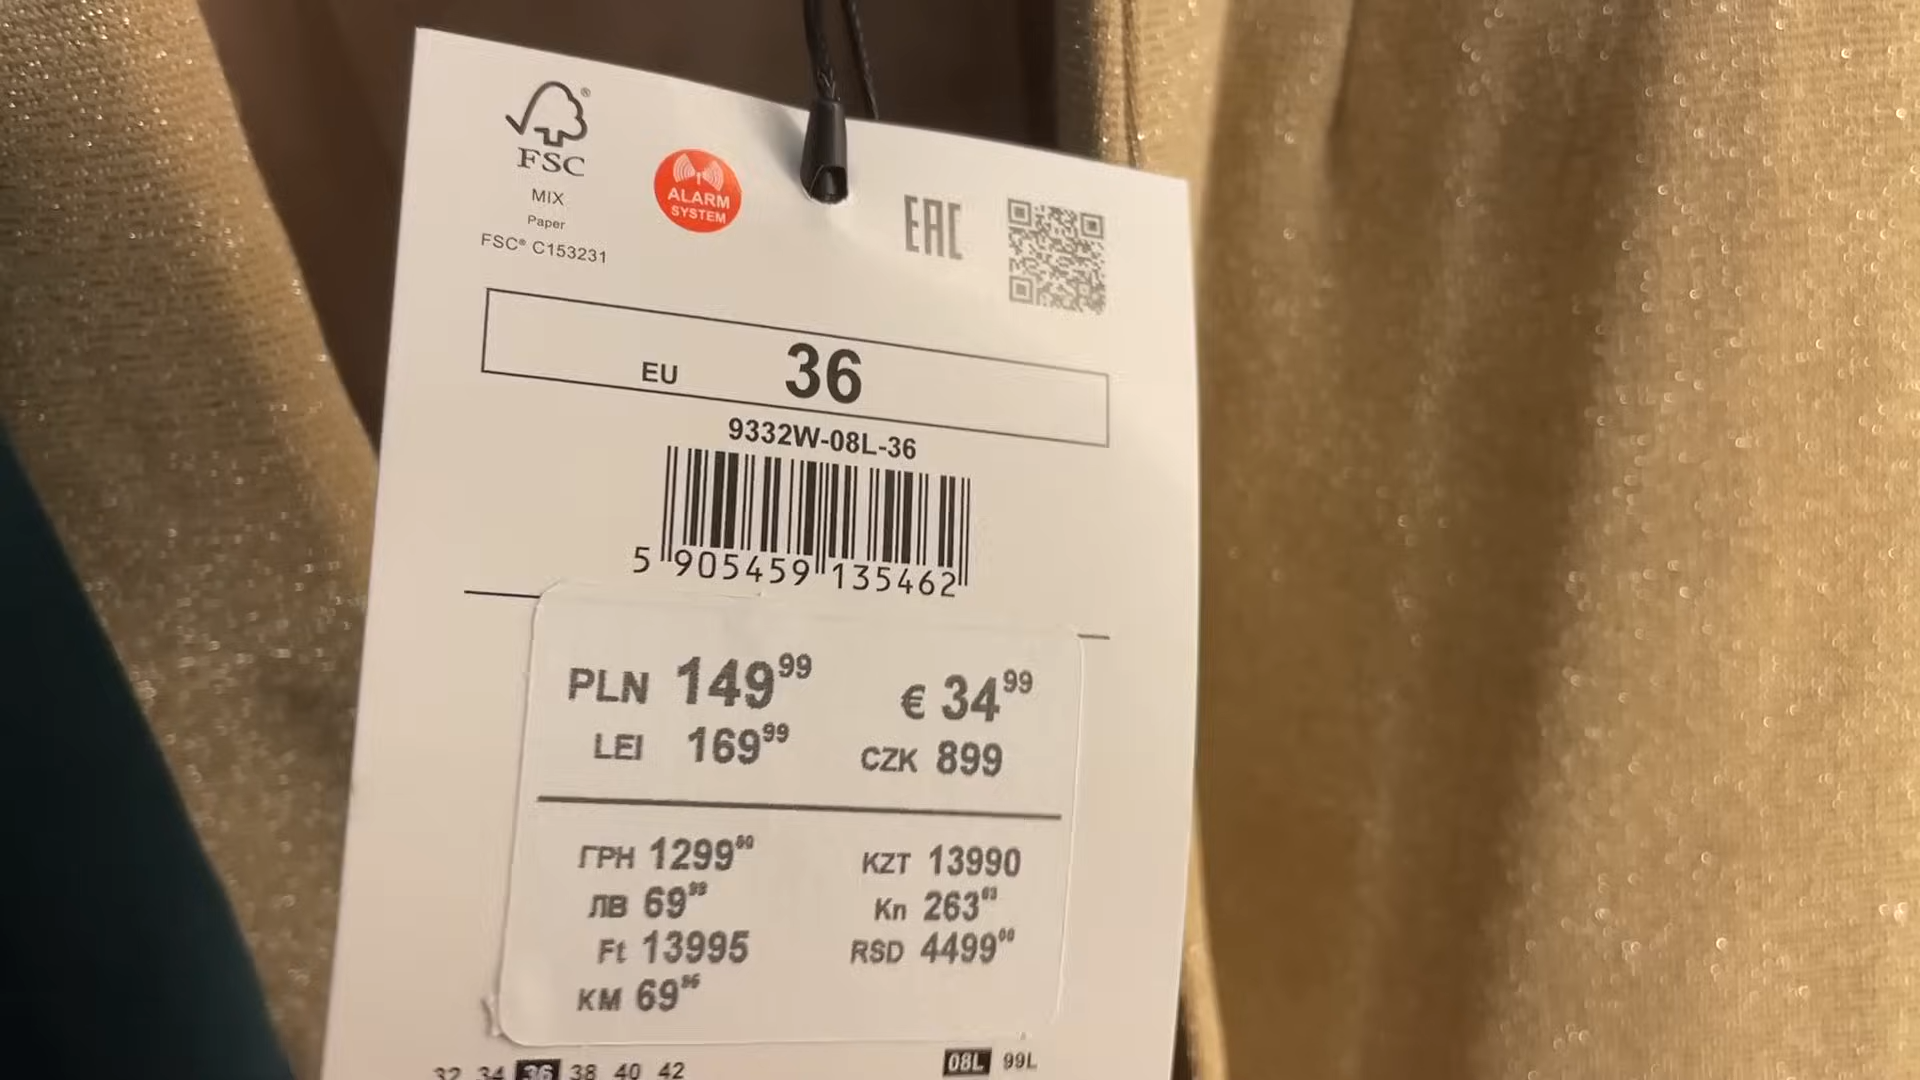 FSC®
MIX
Paper
FSC® C153231
ALARM
SYSTEM
EAC
EU 36
9332W-08L-36
5 905459 135462
PLN 149⁹⁹ € 34⁹⁹
LEI 169⁹⁹ CZK 899
ГРН 1299⁰⁰ KZT 13990
ЛВ 69⁹⁹ Kn 263⁶³
Ft 13995 RSD 4499⁰⁰
KM 69⁹⁶
32 34 36 38 40 42 08L 99L